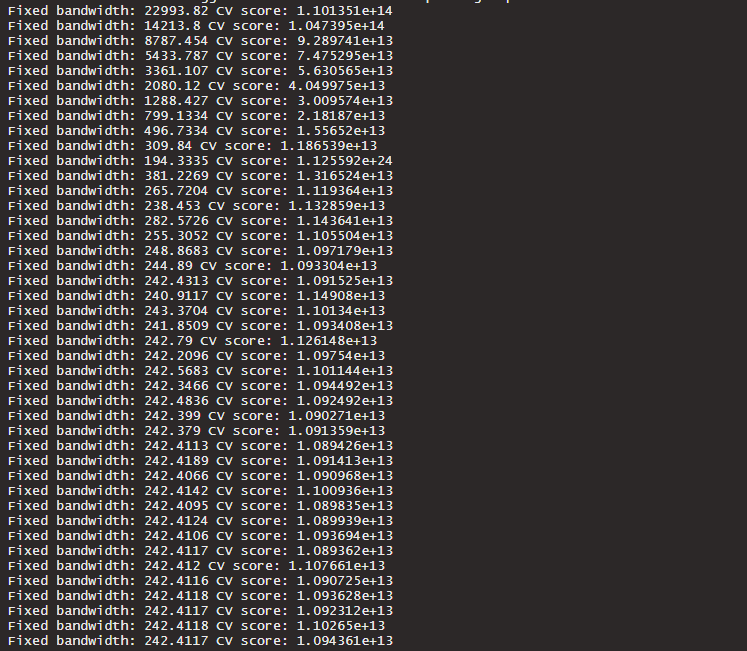 Fixed bandwidth: 22993.82 CV score: 1.101351e+14
Fixed bandwidth: 14213.8 CV score: 1.047395e+14
Fixed bandwidth: 8787.454 CV score: 9.289741e+13
Fixed bandwidth: 5433.787 CV score: 7.475295e+13
Fixed bandwidth: 3361.107 CV score: 5.630565e+13
Fixed bandwidth: 2080.12 CV score: 4.049975e+13
Fixed bandwidth: 1288.427 CV score: 3.009574e+13
Fixed bandwidth: 799.1334 CV score: 2.18187e+13
Fixed bandwidth: 496.7334 CV score: 1.55652e+13
Fixed bandwidth: 309.84 CV score: 1.186539e+13
Fixed bandwidth: 194.3335 CV score: 1.125592e+24
Fixed bandwidth: 381.2269 CV score: 1.316524e+13
Fixed bandwidth: 265.7204 CV score: 1.119364e+13
Fixed bandwidth: 238.453 CV score: 1.132859e+13
Fixed bandwidth: 282.5726 CV score: 1.143641e+13
Fixed bandwidth: 255.3052 CV score: 1.105504e+13
Fixed bandwidth: 248.8683 CV score: 1.097179e+13
Fixed bandwidth: 244.89 CV score: 1.093304e+13
Fixed bandwidth: 242.4313 CV score: 1.091525e+13
Fixed bandwidth: 240.9117 CV score: 1.14908e+13
Fixed bandwidth: 243.3704 CV score: 1.10134e+13
Fixed bandwidth: 241.8509 CV score: 1.093408e+13
Fixed bandwidth: 242.79 CV score: 1.126148e+13
Fixed bandwidth: 242.2096 CV score: 1.09754e+13
Fixed bandwidth: 242.5683 CV score: 1.101144e+13
Fixed bandwidth: 242.3466 CV score: 1.094492e+13
Fixed bandwidth: 242.4836 CV score: 1.092492e+13
Fixed bandwidth: 242.399 CV score: 1.090271e+13
Fixed bandwidth: 242.379 CV score: 1.091359e+13
Fixed bandwidth: 242.4113 CV score: 1.089426e+13
Fixed bandwidth: 242.4189 CV score: 1.091413e+13
Fixed bandwidth: 242.4066 CV score: 1.090968e+13
Fixed bandwidth: 242.4142 CV score: 1.100936e+13
Fixed bandwidth: 242.4095 CV score: 1.089835e+13
Fixed bandwidth: 242.4124 CV score: 1.089939e+13
Fixed bandwidth: 242.4106 CV score: 1.093694e+13
Fixed bandwidth: 242.4117 CV score: 1.089362e+13
Fixed bandwidth: 242.412 CV score: 1.107661e+13
Fixed bandwidth: 242.4116 CV score: 1.090725e+13
Fixed bandwidth: 242.4118 CV score: 1.093628e+13
Fixed bandwidth: 242.4117 CV score: 1.092312e+13
Fixed bandwidth: 242.4118 CV score: 1.10265e+13
Fixed bandwidth: 242.4117 CV score: 1.094361e+13